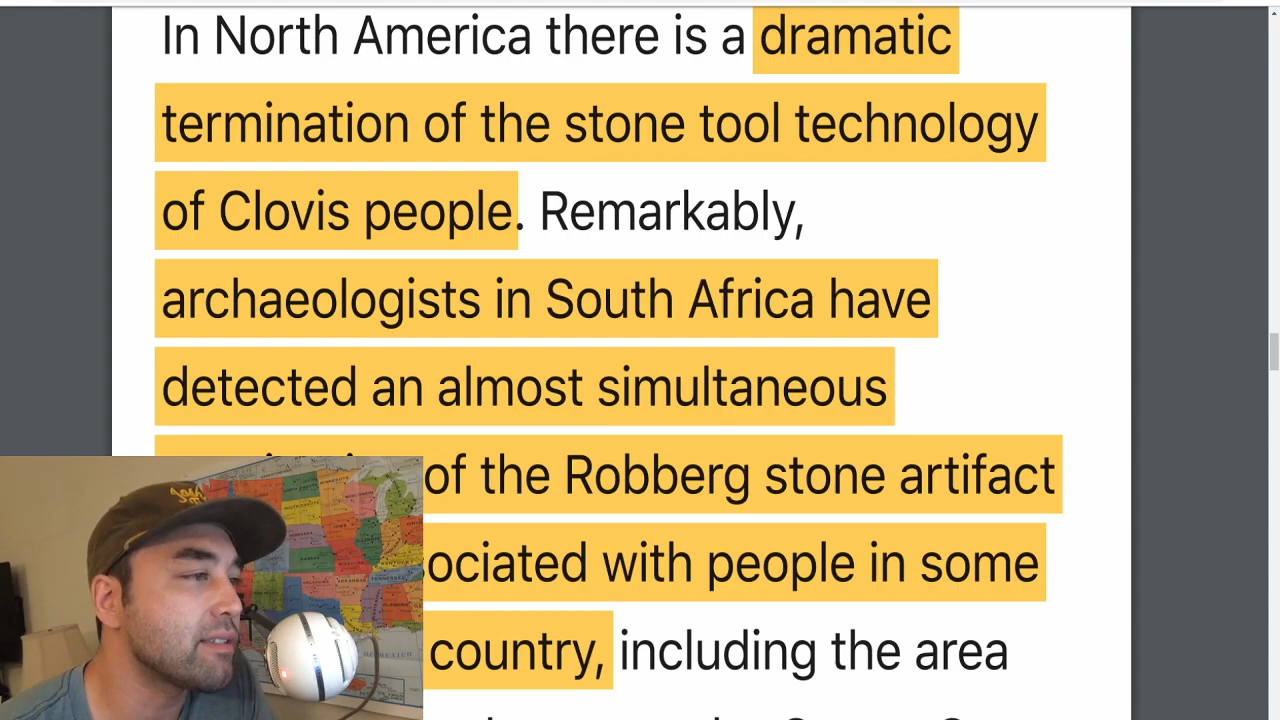 In North America there is a dramatic
termination of the stone tool technology
of Clovis people. Remarkably,
archaeologists in South Africa have
detected an almost simultaneous
of the Robberg stone artifact
with people in some
country, including the area